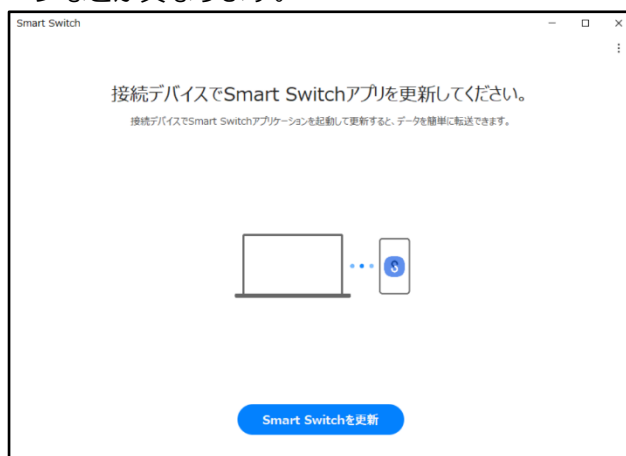 Smart Switch
接続デバイスでSmart Switchアプリを更新してください。
接続デバイスでSmart Switchアプリケーションを起動して更新すると、データを簡単に転送できます。
Smart Switchを更新